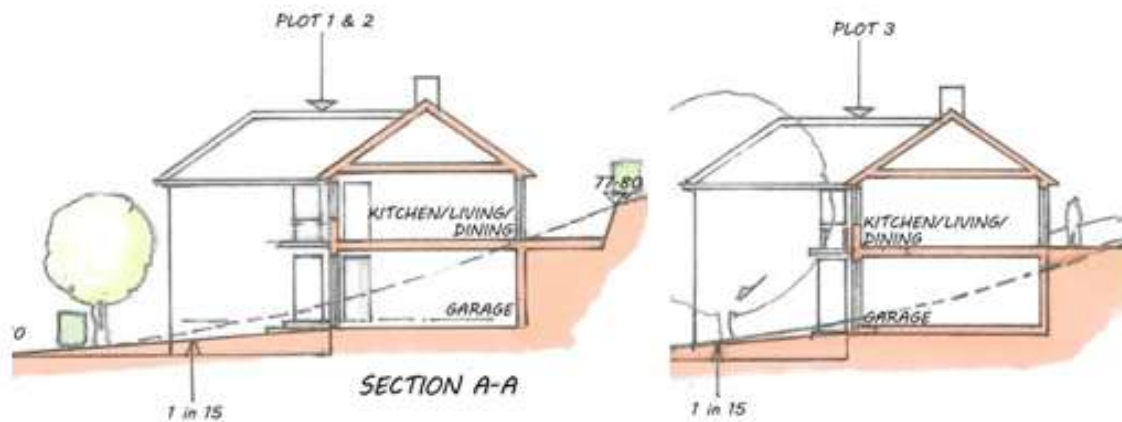 PLOT 1 & 2
77.80
KITCHEN/LIVING/
DINING
GARAGE
SECTION A-A
1 in 15
PLOT 3
KITCHEN/LIVING/
DINING
GARAGE
1 in 15